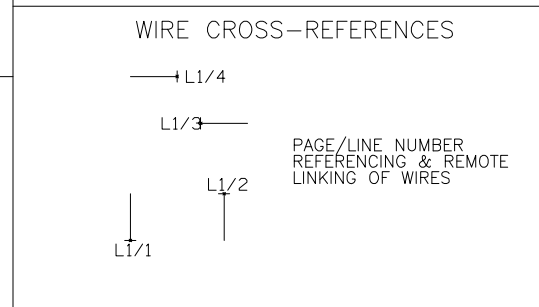 WIRE CROSS-REFERENCES
L1/4
L1/3
PAGE/LINE NUMBER
REFERENCING & REMOTE
LINKING OF WIRES
L1/2
L1/1